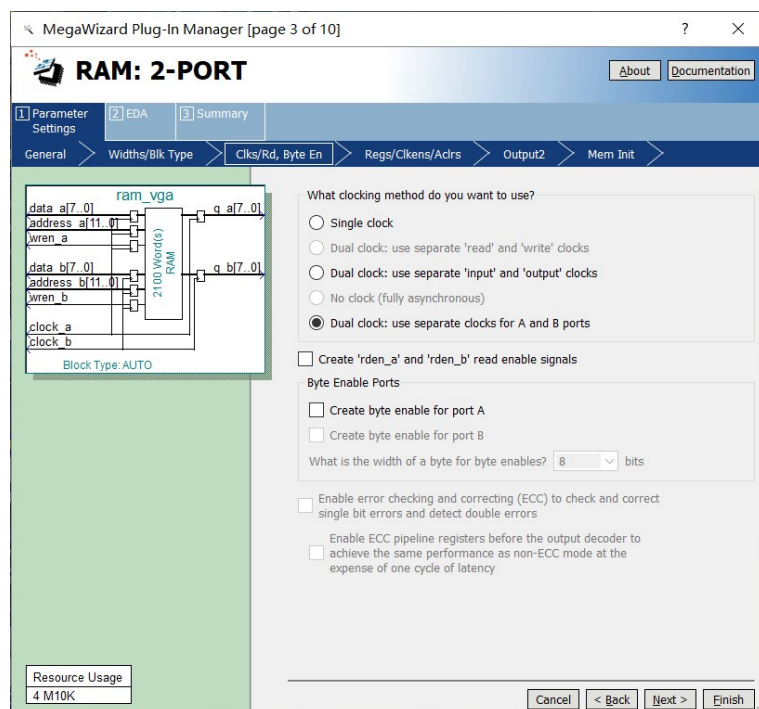 MegaWizard Plug-In Manager [page 3 of 10]
?
RAM: 2-PORT
About
Documentation
1 Parameter Settings
2 EDA
3 Summary
General
Widths/Blk Type
Clks/Rd, Byte En
Regs/Clkens/Aclrs
Output2
Mem Init
ram_vga
data_a[7..0]
address_a[11..0]
wren_a
data_b[7..0]
address_b[11..0]
wren_b
clock_a
clock_b
q_a[7..0]
q_b[7..0]
2100 Word(s)
RAM
Block Type: AUTO
What clocking method do you want to use?
Single clock
Dual clock: use separate 'read' and 'write' clocks
Dual clock: use separate 'input' and 'output' clocks
No clock (fully asynchronous)
Dual clock: use separate clocks for A and B ports
Create 'rden_a' and 'rden_b' read enable signals
Byte Enable Ports
Create byte enable for port A
Create byte enable for port B
What is the width of a byte for byte enables? 8 bits
Enable error checking and correcting (ECC) to check and correct
single bit errors and detect double errors
Enable ECC pipeline registers before the output decoder to
achieve the same performance as non-ECC mode at the
expense of one cycle of latency
Resource Usage
4 M10K
Cancel
< Back
Next >
Finish